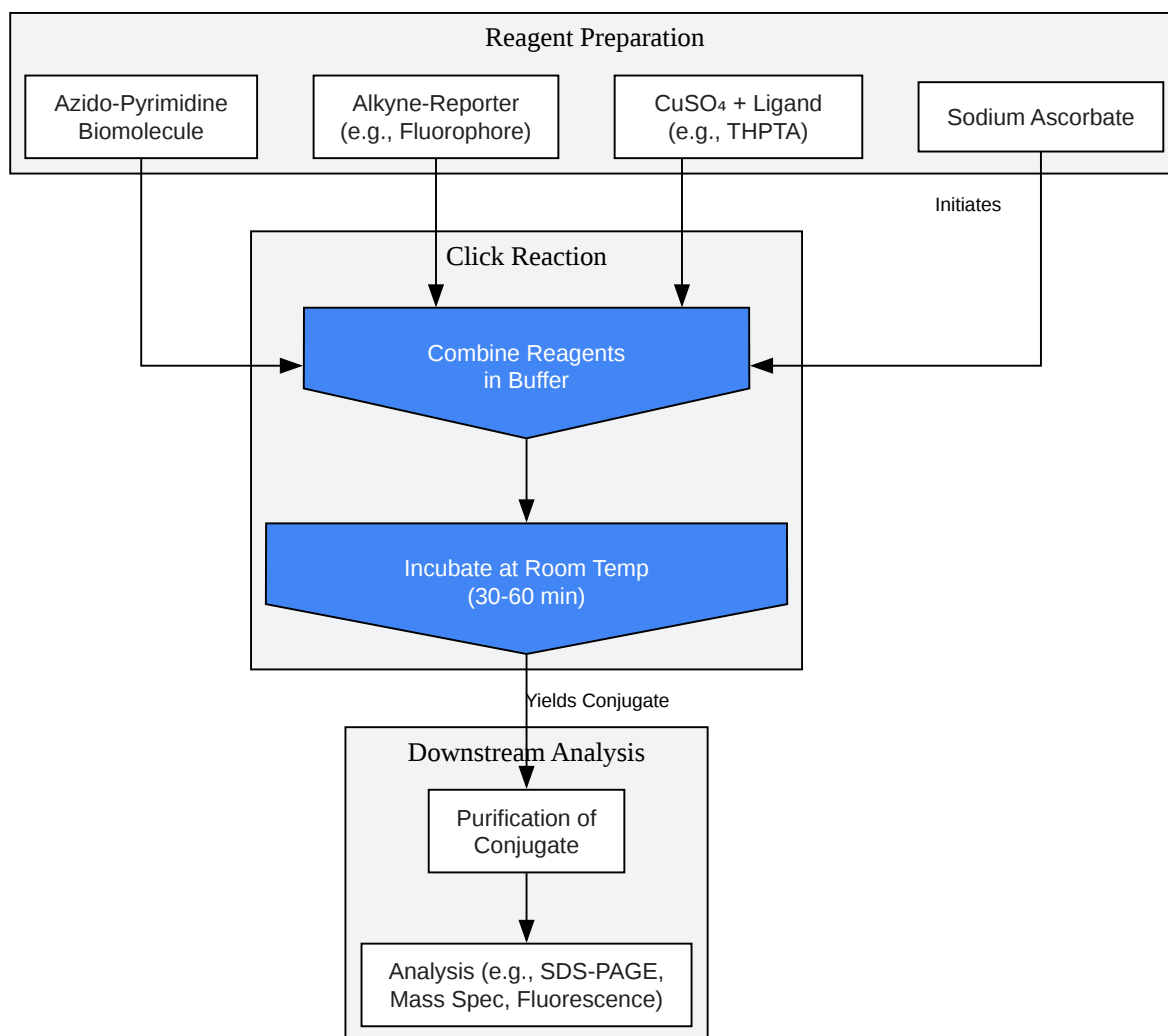 Reagent Preparation
Azido-Pyrimidine
Biomolecule
Alkyne-Reporter
(e.g., Fluorophore)
CuSO₄ + Ligand
(e.g., THPTA)
Sodium Ascorbate
Initiates
Click Reaction
Combine Reagents
in Buffer
Incubate at Room Temp
(30-60 min)
Yields Conjugate
Downstream Analysis
Purification of
Conjugate
Analysis (e.g., SDS-PAGE,
Mass Spec, Fluorescence)